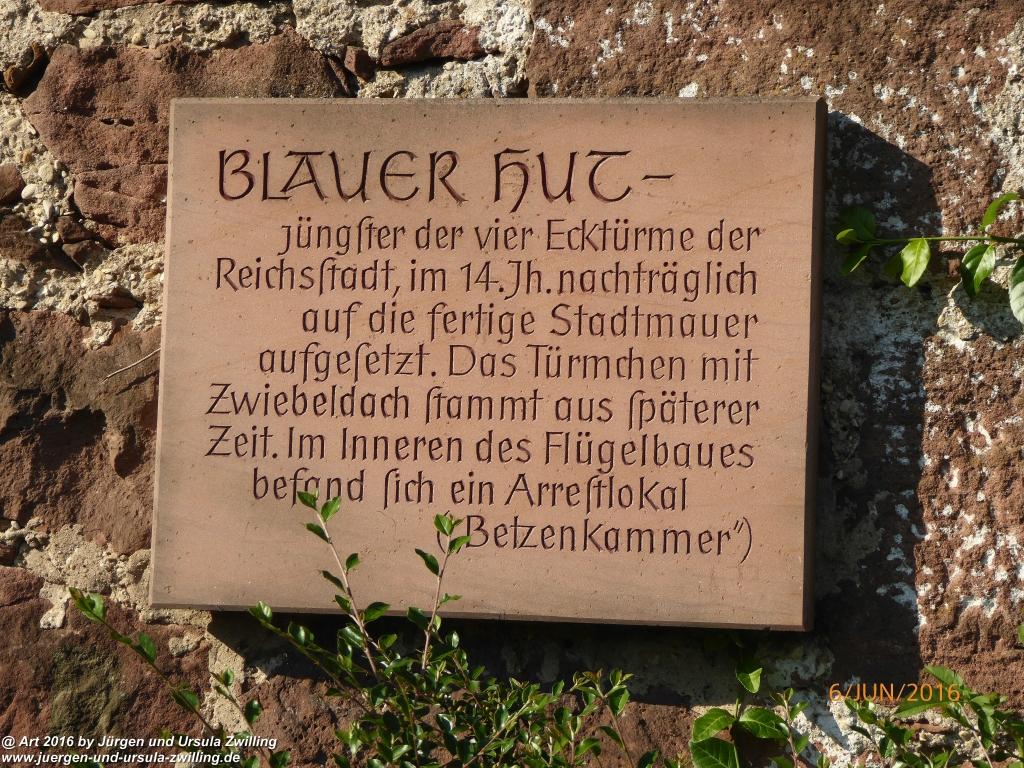 BLAUER HUT –
jüngſter der vier Ecktürme der
Reichsſtadt, im 14. Jh. nachträglich
auf die fertige Stadtmauer
aufgeſetzt. Das Türmchen mit
Zwiebeldach ſtammt aus ſpäterer
Zeit. Im Inneren des Flügelbaues
befand ſich ein Arreſtlokal
Betzenkammer")
6/JUN/2016
@ Art 2016 by Jürgen und Ursula Zwilling
www.juergen-und-ursula-zwilling.de